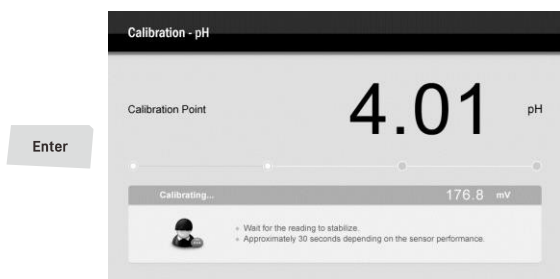 Calibration - pH
Calibration Point 4.01 pH
Enter
Calibrating... 176.8 mV
Wait for the reading to stabilize.
Approximately 30 seconds depending on the sensor performance.